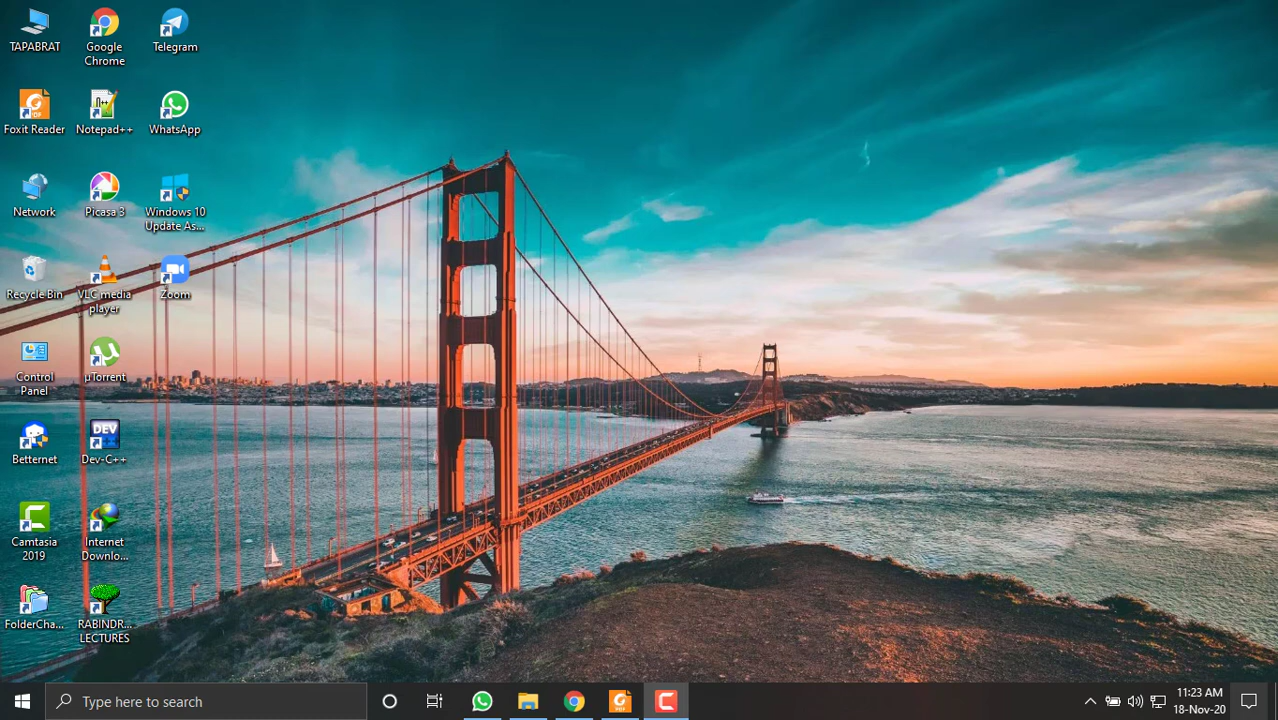 TAPABRAT
Google
Chrome
Telegram
Foxit Reader
Notepad++
WhatsApp
Network
Picasa 3
Windows 10
Update As...
Recycle Bin
VLC media
player
Zoom
Control
Panel
µTorrent
Betternet
DEV
Dev-C++
Camtasia
2019
Internet
Downlo...
FolderCha...
RABINDR...
LECTURES
Type here to search
11:23 AM
18-Nov-20